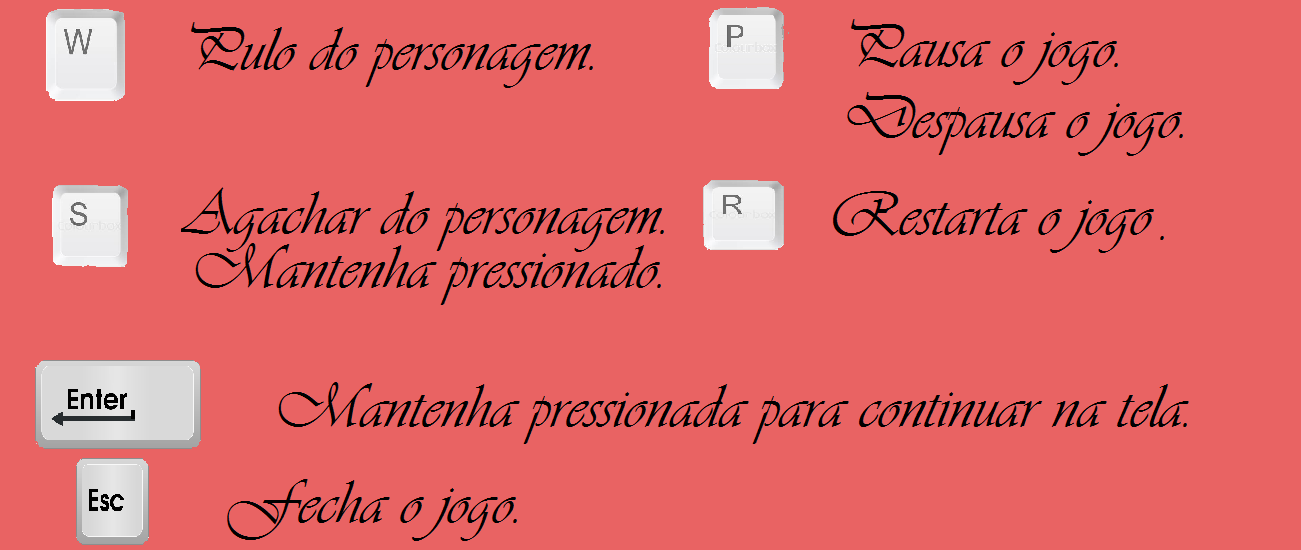 W Pulo do personagem.
P Pausa o jogo.
Despausa o jogo.
S Agachar do personagem.
Mantenha pressionado.
R Restarta o jogo.
Enter Mantenha pressionada para continuar na tela.
Esc Fecha o jogo.